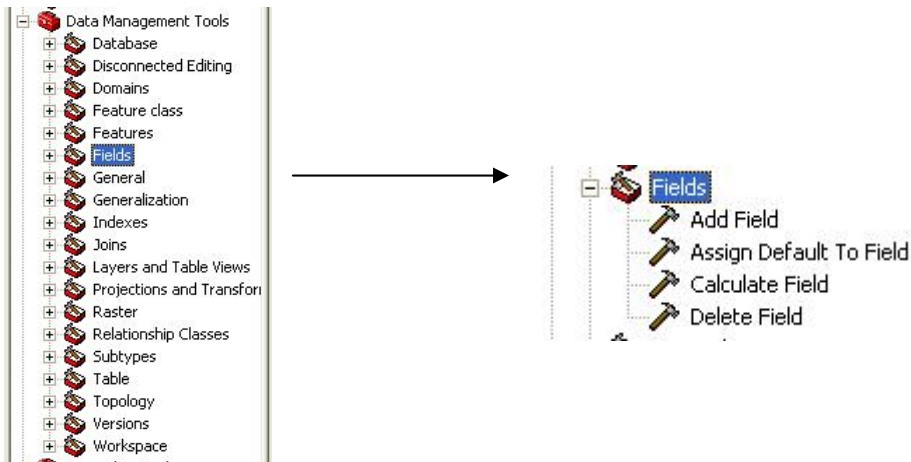 Data Management Tools
Database
Disconnected Editing
Domains
Feature class
Features
Fields
General
Generalization
Indexes
Joins
Layers and Table Views
Projections and Transfor
Raster
Relationship Classes
Subtypes
Table
Topology
Versions
Workspace
Fields
Add Field
Assign Default To Field
Calculate Field
Delete Field